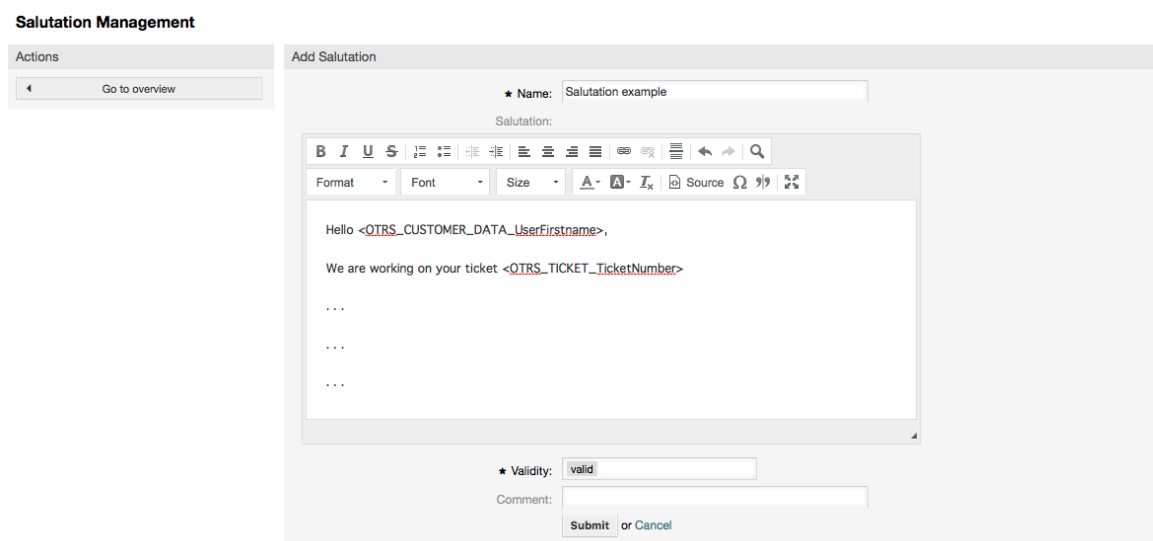 Salutation Management
Actions
Go to overview
Add Salutation
★ Name: Salutation example
Salutation:
B I U S
Format Font Size A A Ix Source Ω
Hello <OTRS_CUSTOMER_DATA_UserFirstname>,
We are working on your ticket <OTRS_TICKET_TicketNumber>
. . .
. . .
. . .
★ Validity: valid
Comment:
Submit or Cancel